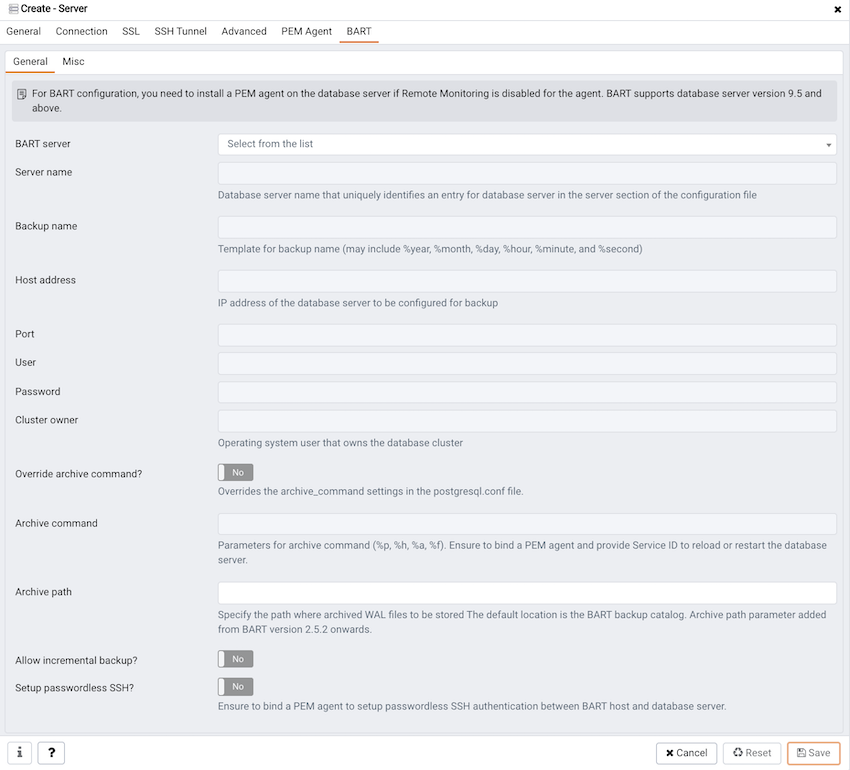 Create - Server
General Connection SSL SSH Tunnel Advanced PEM Agent BART
General Misc
For BART configuration, you need to install a PEM agent on the database server if Remote Monitoring is disabled for the agent. BART supports database server version 9.5 and
above.
BART server
Select from the list
Server name
Database server name that uniquely identifies an entry for database server in the server section of the configuration file
Backup name
Template for backup name (may include %year, %month, %day, %hour, %minute, and %second)
Host address
IP address of the database server to be configured for backup
Port
User
Password
Cluster owner
Operating system user that owns the database cluster
Override archive command?
No
Overrides the archive_command settings in the postgresql.conf file.
Archive command
Parameters for archive command (%p, %h, %a, %f). Ensure to bind a PEM agent and provide Service ID to reload or restart the database
server.
Archive path
Specify the path where archived WAL files to be stored The default location is the BART backup catalog. Archive path parameter added
from BART version 2.5.2 onwards.
Allow incremental backup?
No
Setup passwordless SSH?
No
Ensure to bind a PEM agent to setup passwordless SSH authentication between BART host and database server.
i ? Cancel Reset Save